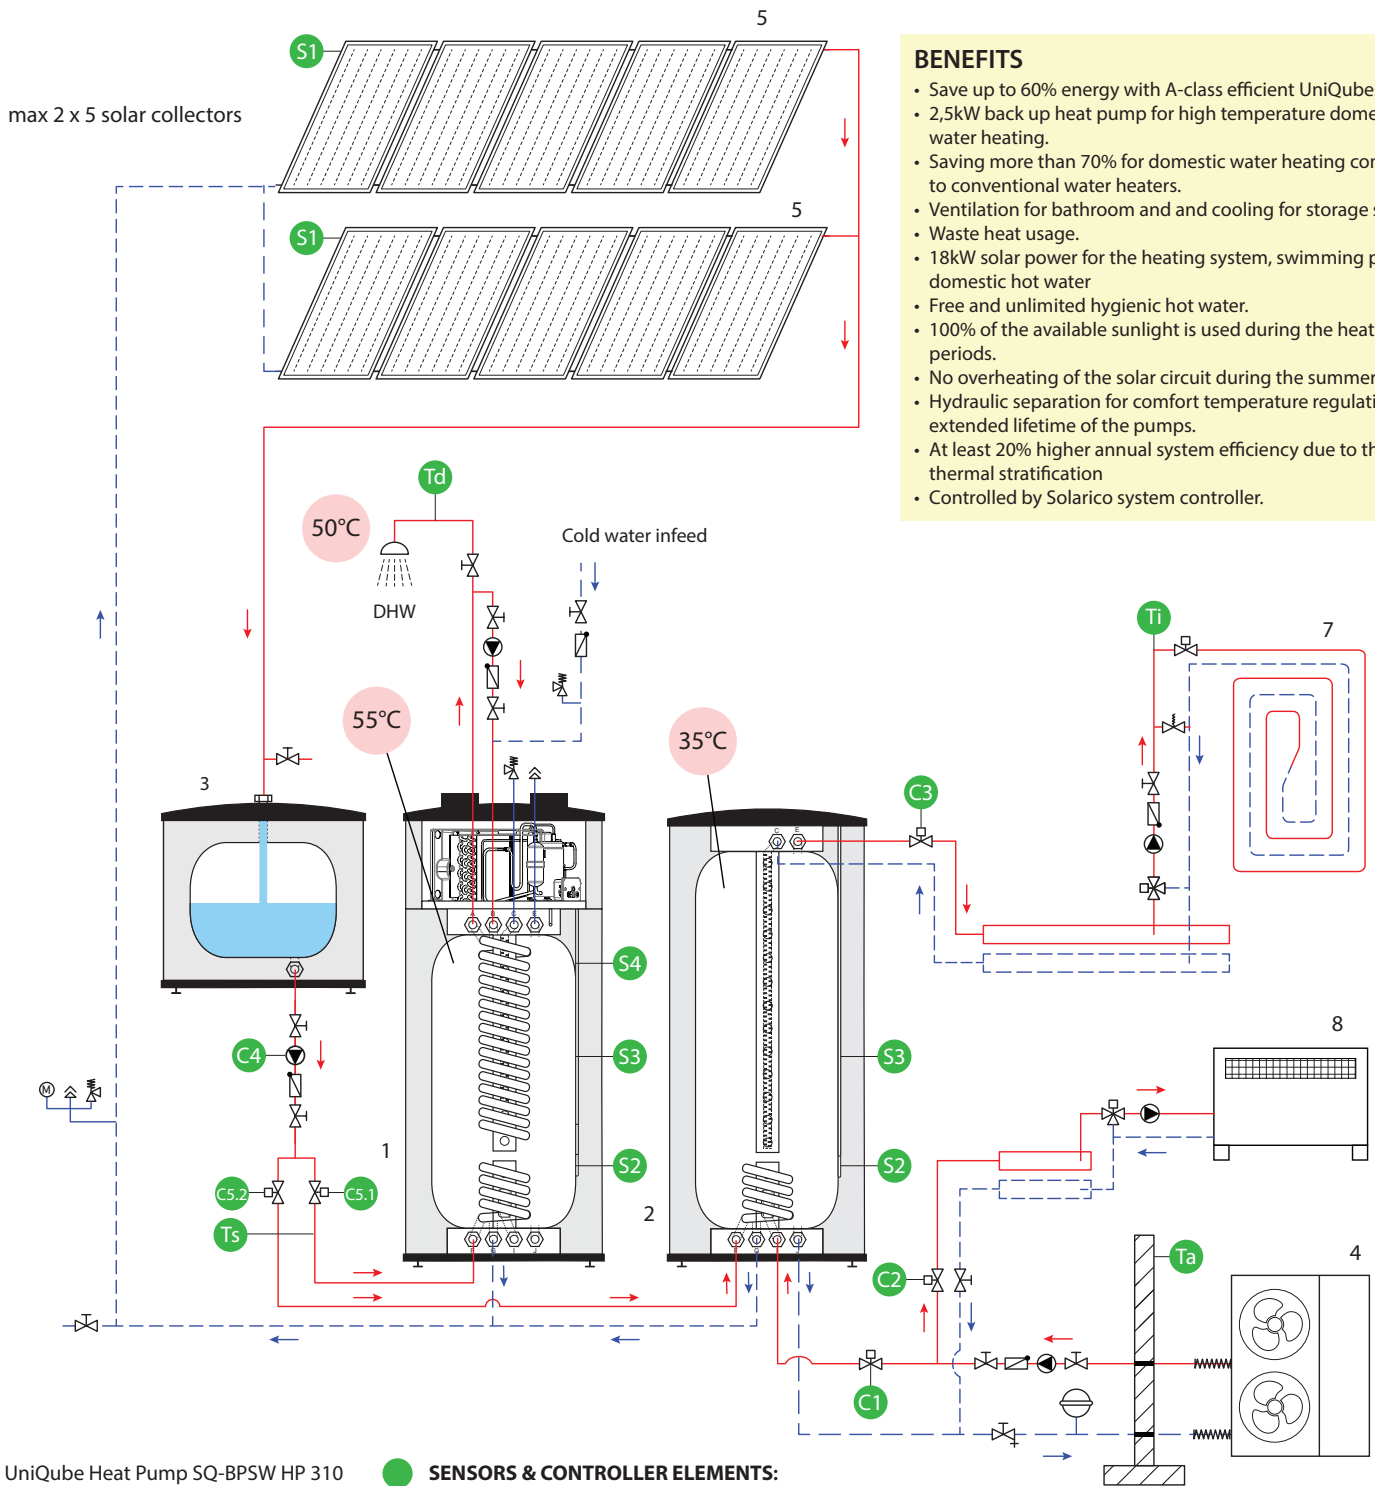 5
S1
max 2 x 5 solar collectors
5
S1
BENEFITS
• Save up to 60% energy with A-class efficient UniQube
• 2,5kW back up heat pump for high temperature dome
water heating.
• Saving more than 70% for domestic water heating cor
to conventional water heaters.
• Ventilation for bathroom and and cooling for storage s
• Waste heat usage.
• 18kW solar power for the heating system, swimming p
domestic hot water
• Free and unlimited hygienic hot water.
• 100% of the available sunlight is used during the heat
periods.
• No overheating of the solar circuit during the summer
• Hydraulic separation for comfort temperature regulati
extended lifetime of the pumps.
• At least 20% higher annual system efficiency due to th
thermal stratification
• Controlled by Solarico system controller.
Td
50°C
Cold water infeed
DHW
Ti
7
55°C
35°C
3
C3
C E
A B C E
S4
C4
S3
S3
8
M
1
S2
S2
C5.2
C5.1
2
Ts
Ta
4
C2
C1
UniQube Heat Pump SQ-BPSW HP 310
SENSORS & CONTROLLER ELEMENTS: